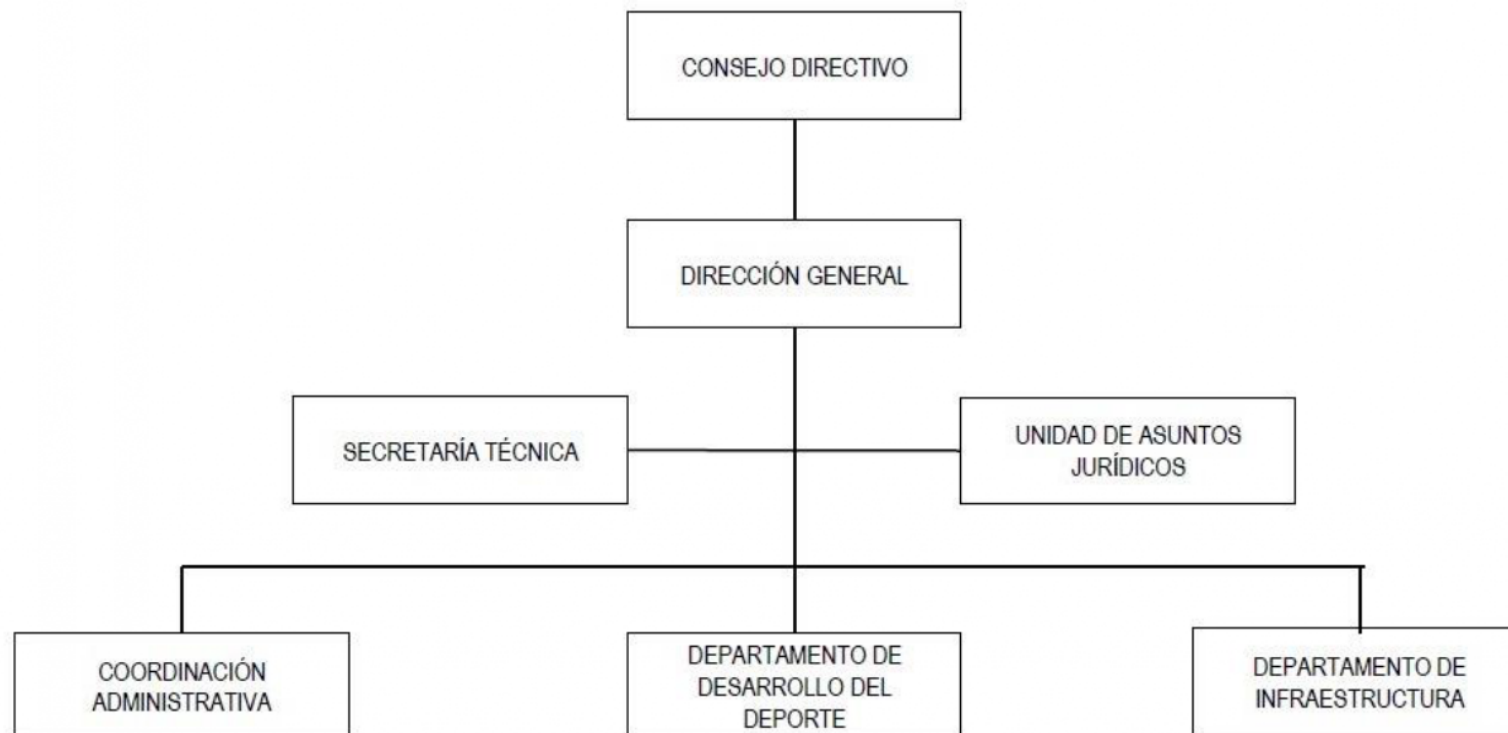 CONSEJO DIRECTIVO
DIRECCIÓN GENERAL
SECRETARÍA TÉCNICA
UNIDAD DE ASUNTOS
JURÍDICOS
COORDINACIÓN
ADMINISTRATIVA
DEPARTAMENTO DE
DESARROLLO DEL
DEPORTE
DEPARTAMENTO DE
INFRAESTRUCTURA